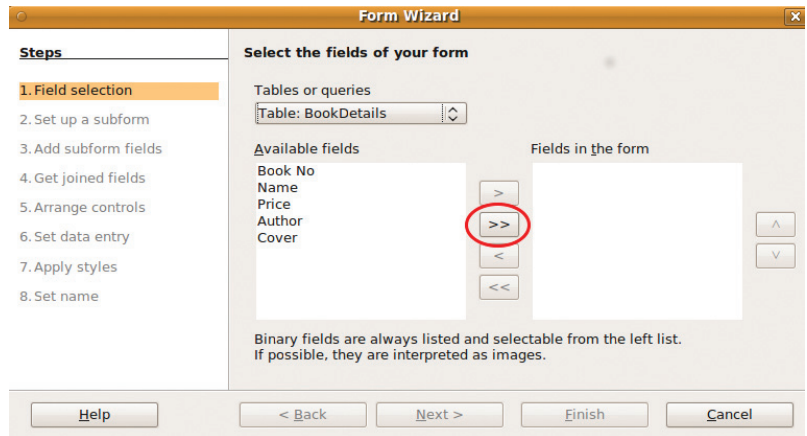 Form Wizard
Steps
1. Field selection
2. Set up a subform
3. Add subform fields
4. Get joined fields
5. Arrange controls
6. Set data entry
7. Apply styles
8. Set name
Select the fields of your form
Tables or queries
Table: BookDetails
Available fields
Book No
Name
Price
Author
Cover
>
>>
<
<<
Fields in the form
Binary fields are always listed and selectable from the left list.
If possible, they are interpreted as images.
Help
< Back
Next >
Finish
Cancel